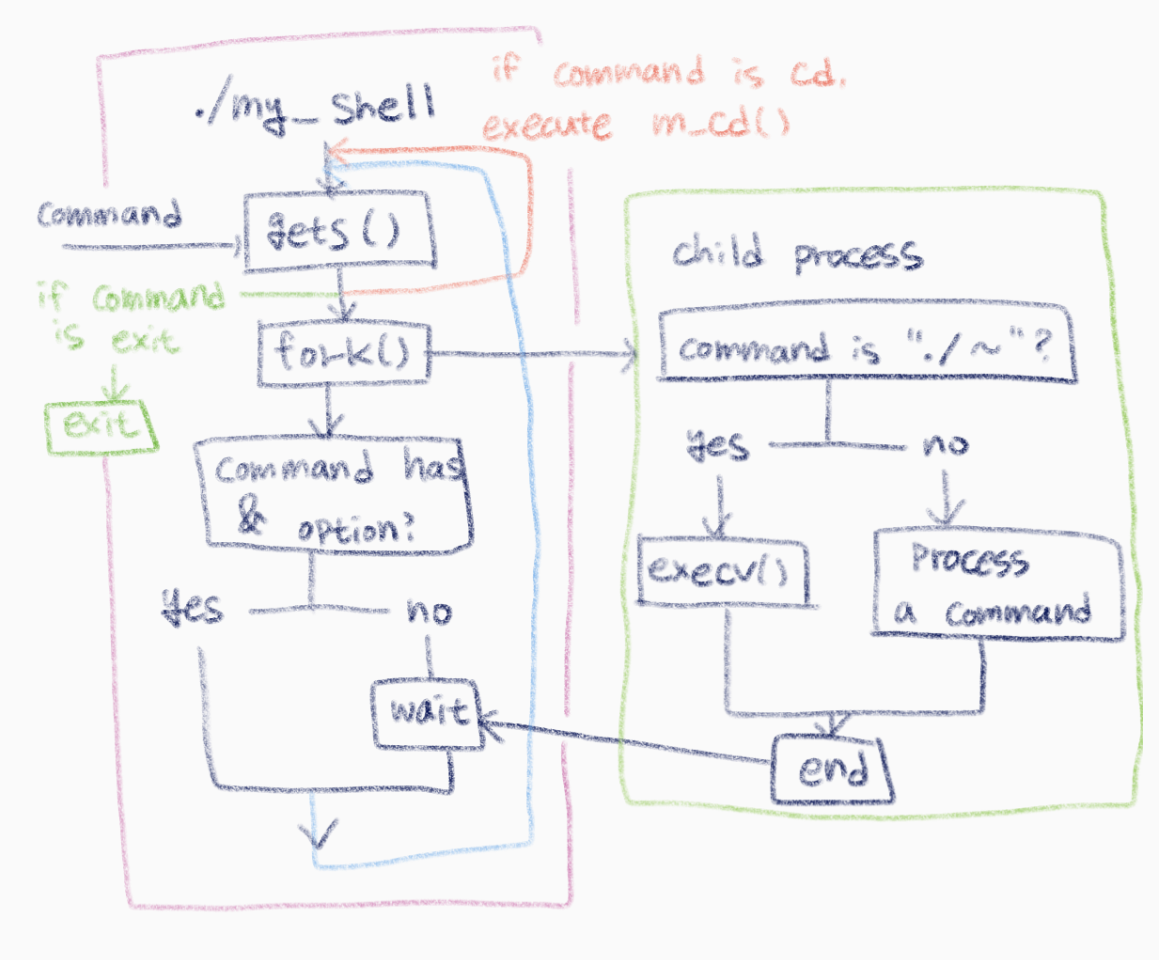 if command is cd.
execute m_cd()
./my_shell
command
gets()
if command
is exit
exit
fork()
command has
& option?
yes
no
wait
child process
command is "./~"?
yes
no
execv()
Process
a command
end